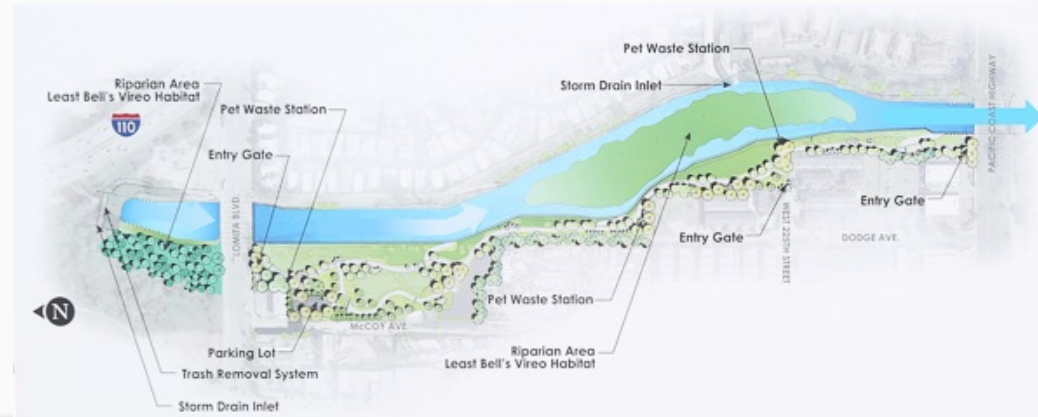 Pet Waste Station
Riparian Area
Least Bell's Vireo Habitat
Storm Drain Inlet
Pet Waste Station
110
Entry Gate
PACIFIC COAST HIGHWAY
LOMITA BLVD
Entry Gate
WEST 225TH STREET
Entry Gate
DODGE AVE.
N
Pet Waste Station
McCOY AVE.
Parking Lot
Riparian Area
Least Bell's Vireo Habitat
Trash Removal System
Storm Drain Inlet